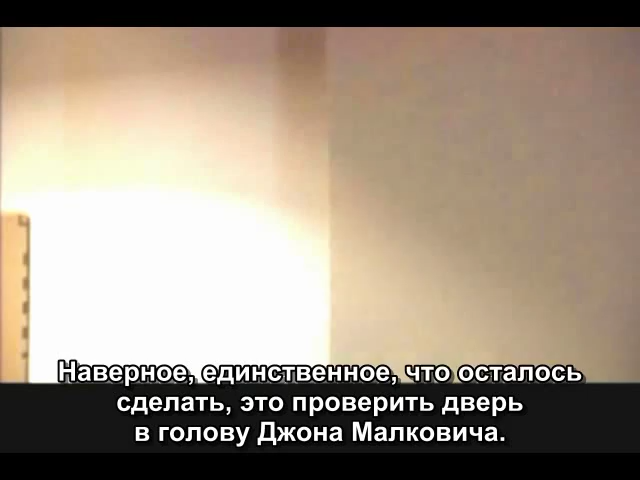 Наверное, единственное, что осталось
сделать, это проверить дверь
в голову Джона Малковича.